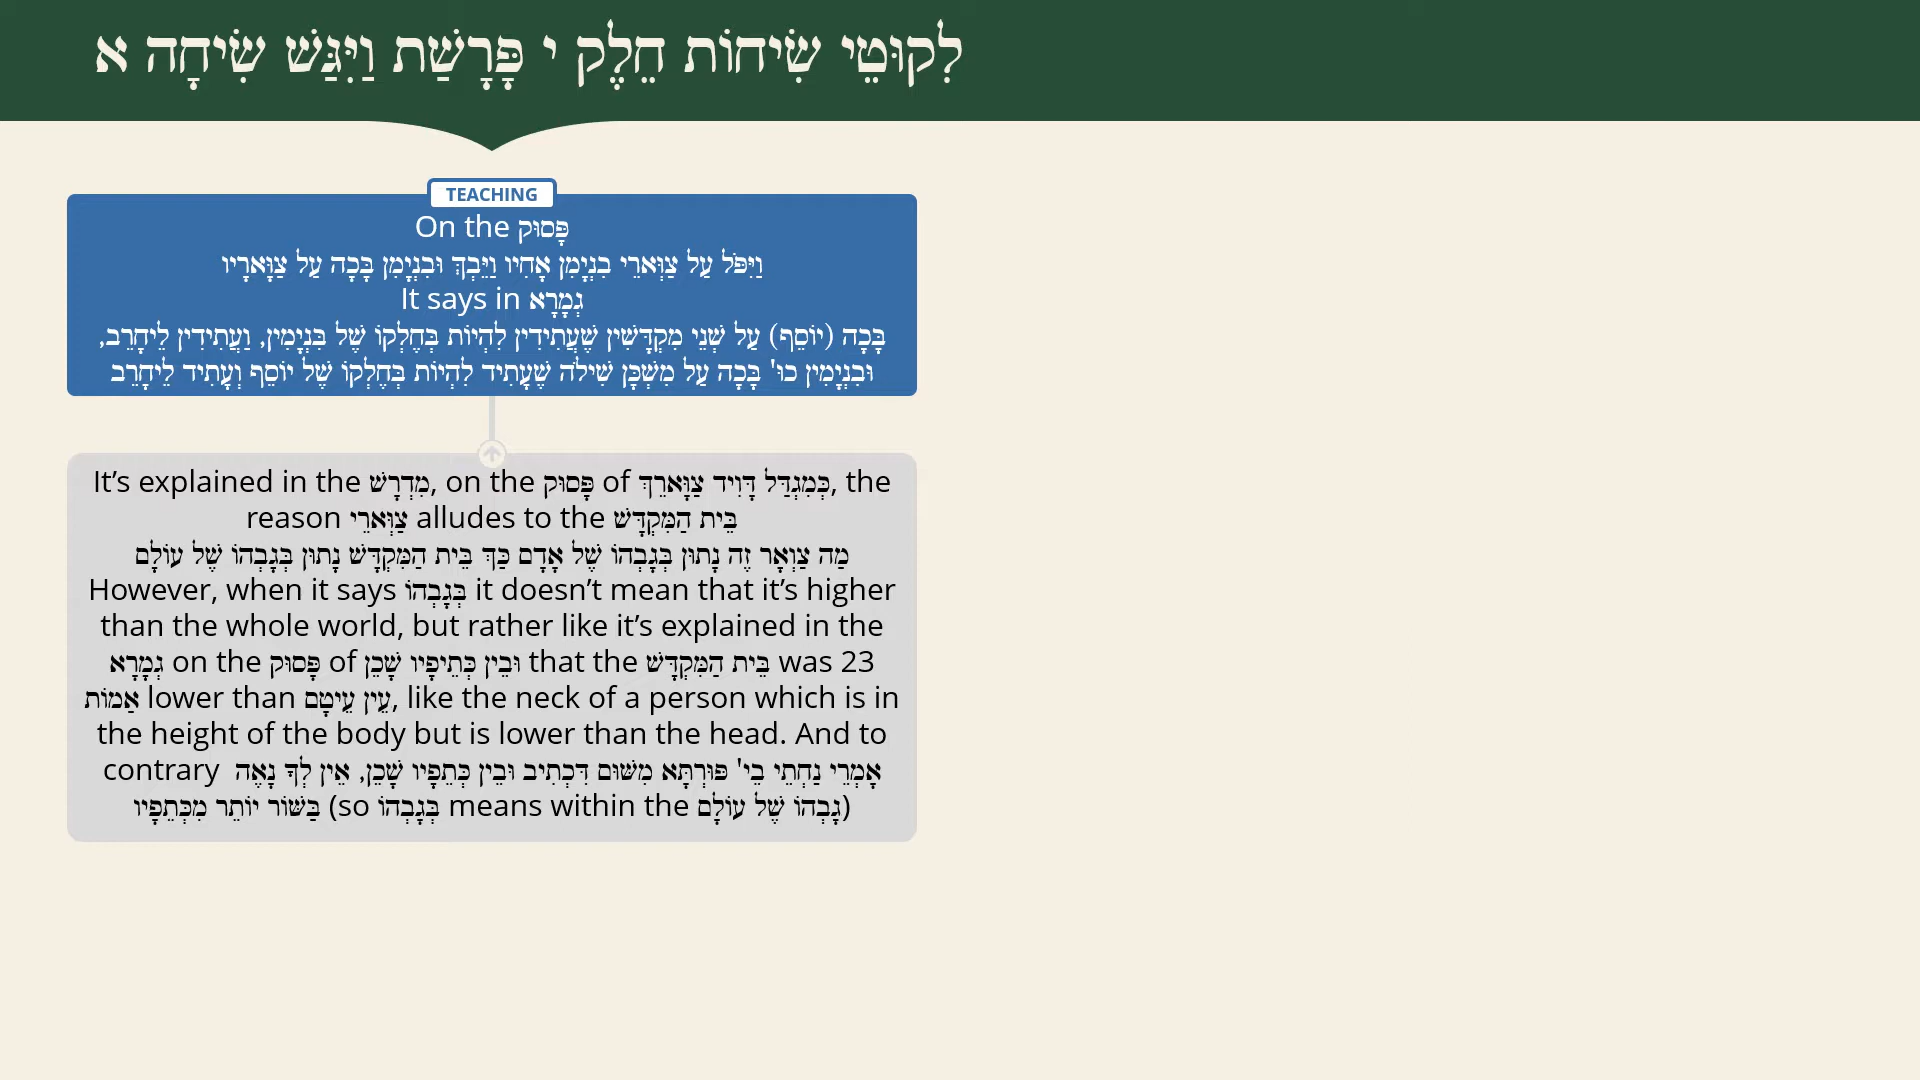 לִקּוּטֵי שִׂיחוֹת חֵלֶק י פָּרָשַׁת וַיִּגַּשׁ שִׂיחָה א
TEACHING
On the פָּסוּק
וַיִּפֹּל עַל צַוְּארֵי בִנְיָמִן אָחִיו וַיֵּבְךְּ וּבִנְיָמִן בָּכָה עַל צַוָּארָיו
It says in גְמָרָא
בָּכָה (יוֹסֵף) עַל שְׁנֵי מִקְדָּשִׁין שֶׁעֲתִידִין לִהְיוֹת בְּחֶלְקוֹ שֶׁל בִּנְיָמִין, וַעֲתִידִין לֵיחָרֵב,
וּבִנְיָמִין כוּ' בָּכָה עַל מִשְׁכָּן שִׁילֹה שֶׁעָתִיד לִהְיוֹת בְּחֶלְקוֹ שֶׁל יוֹסֵף וְעָתִיד לֵיחָרֵב
It’s explained in the מִדְרָשׁ, on the פָּסוּק of כְּמִגְדַּל דָּוִיד צַוָּארֵךְ, the
reason צַוְּארֵי alludes to the בֵּית הַמִּקְדָּשׁ
מַה צַוָּאר זֶה נָתוּן בְּגָבְהוֹ שֶׁל אָדָם כַּךְ בֵּית הַמִּקְדָּשׁ נָתוּן בְּגָבְהוֹ שֶׁל עוֹלָם
However, when it says בְּגָבְהוֹ it doesn’t mean that it’s higher
than the whole world, but rather like it’s explained in the
גְמָרָא on the פָּסוּק of וּבֵין כְּתֵיפָיו שָׁכֵן that the בֵּית הַמִּקְדָּשׁ was 23
אַמוֹת lower than עֵין עֵיטָם, like the neck of a person which is in
the height of the body but is lower than the head. And to
contrary אָמְרֵי נַחְתֵי בֵי' פּוּרְתָּא מִשּׁוּם דִּכְתִיב וּבֵין כְּתֵפָיו שָׁכֵן, אֵין לְךָ נָאֶה
בַּשּׁוֹר יוֹתֵר מִכְּתֵפָיו (so בְּגָבְהוֹ means within the גָבְהוֹ שֶׁל עוֹלָם)